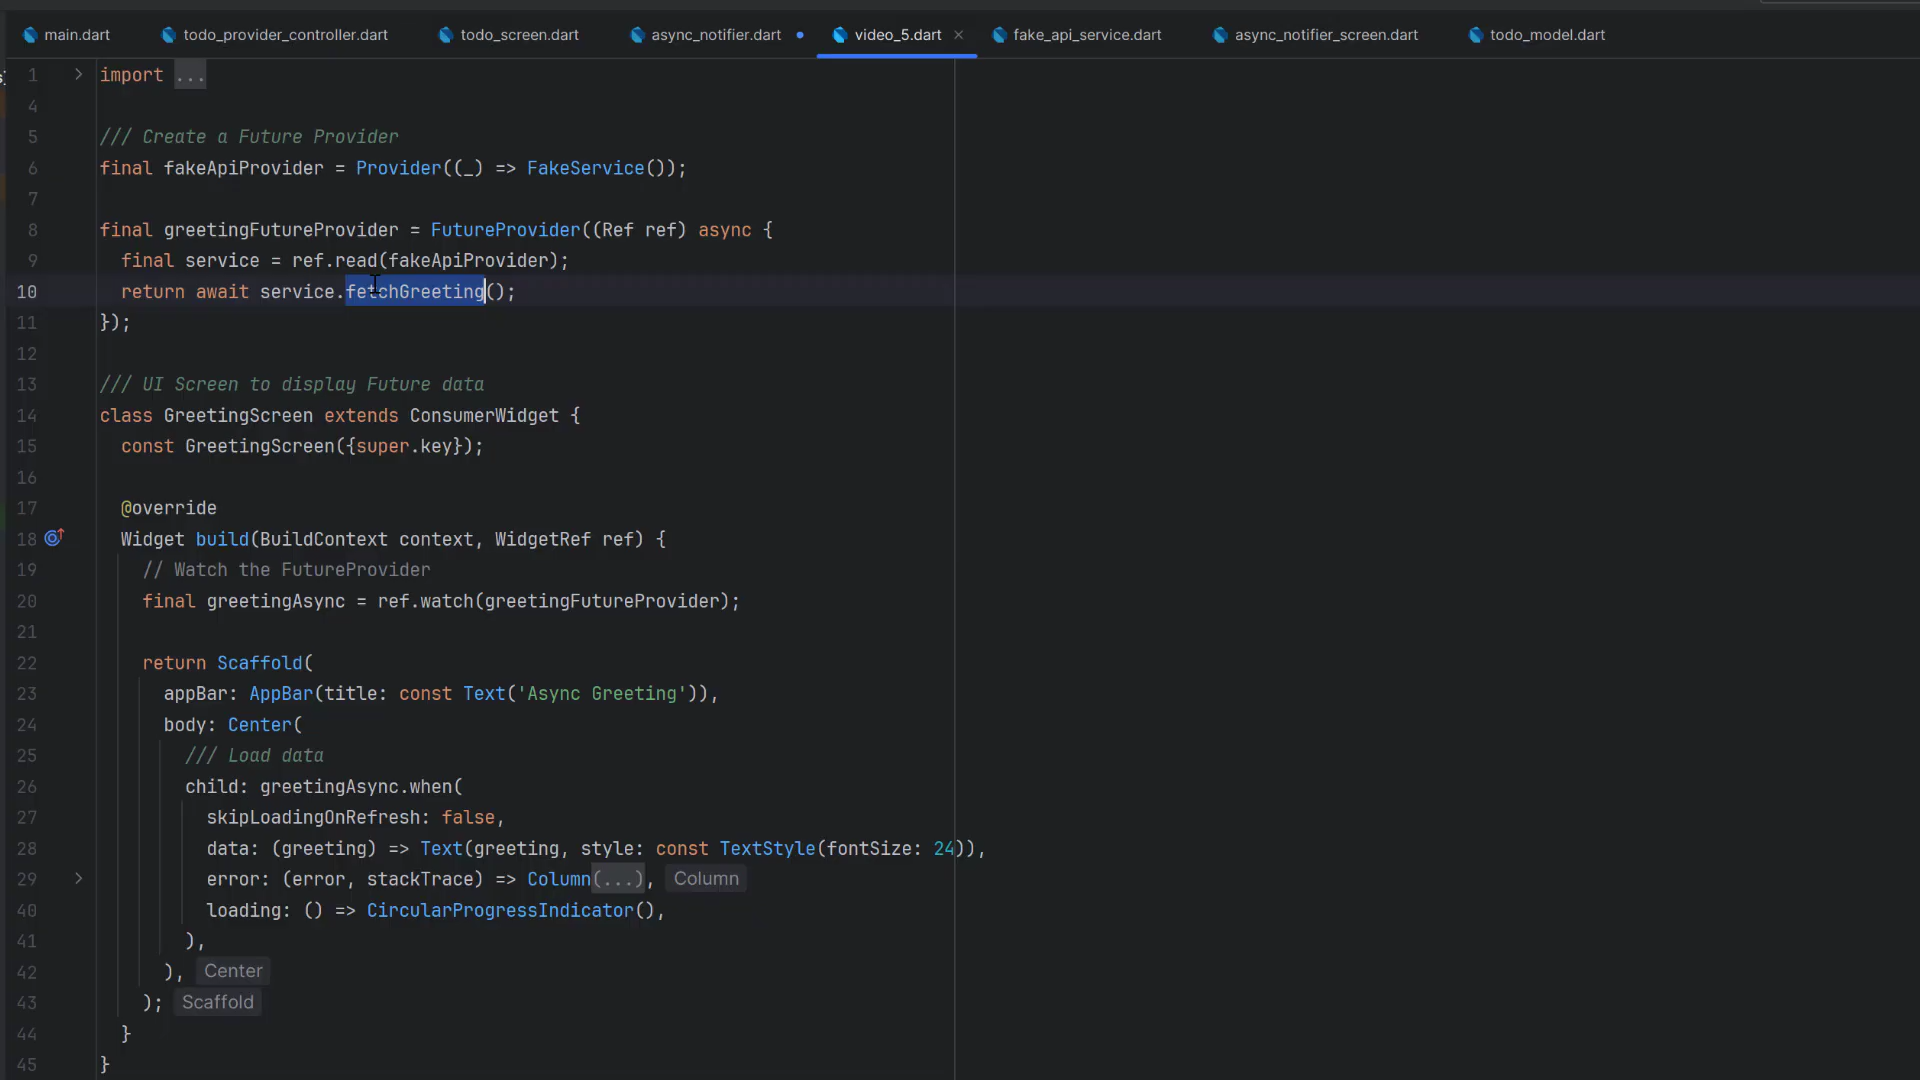 main.dart todo_provider_controller.dart todo_screen.dart async_notifier.dart video_5.dart fake_api_service.dart async_notifier_screen.dart todo_model.dart
1 import ...
4
5 /// Create a Future Provider
6 final fakeApiProvider = Provider((_) => FakeService());
7
8 final greetingFutureProvider = FutureProvider((Ref ref) async {
9 final service = ref.read(fakeApiProvider);
10 return await service.fetchGreeting();
11 });
12
13 /// UI Screen to display Future data
14 class GreetingScreen extends ConsumerWidget {
15 const GreetingScreen({super.key});
16
17 @override
18 Widget build(BuildContext context, WidgetRef ref) {
19 // Watch the FutureProvider
20 final greetingAsync = ref.watch(greetingFutureProvider);
21
22 return Scaffold(
23 appBar: AppBar(title: const Text('Async Greeting')),
24 body: Center(
25 /// Load data
26 child: greetingAsync.when(
27 skipLoadingOnRefresh: false,
28 data: (greeting) => Text(greeting, style: const TextStyle(fontSize: 24)),
29 error: (error, stackTrace) => Column(...), Column
40 loading: () => CircularProgressIndicator(),
41 ),
42 ), Center
43 ); Scaffold
44 }
45 }